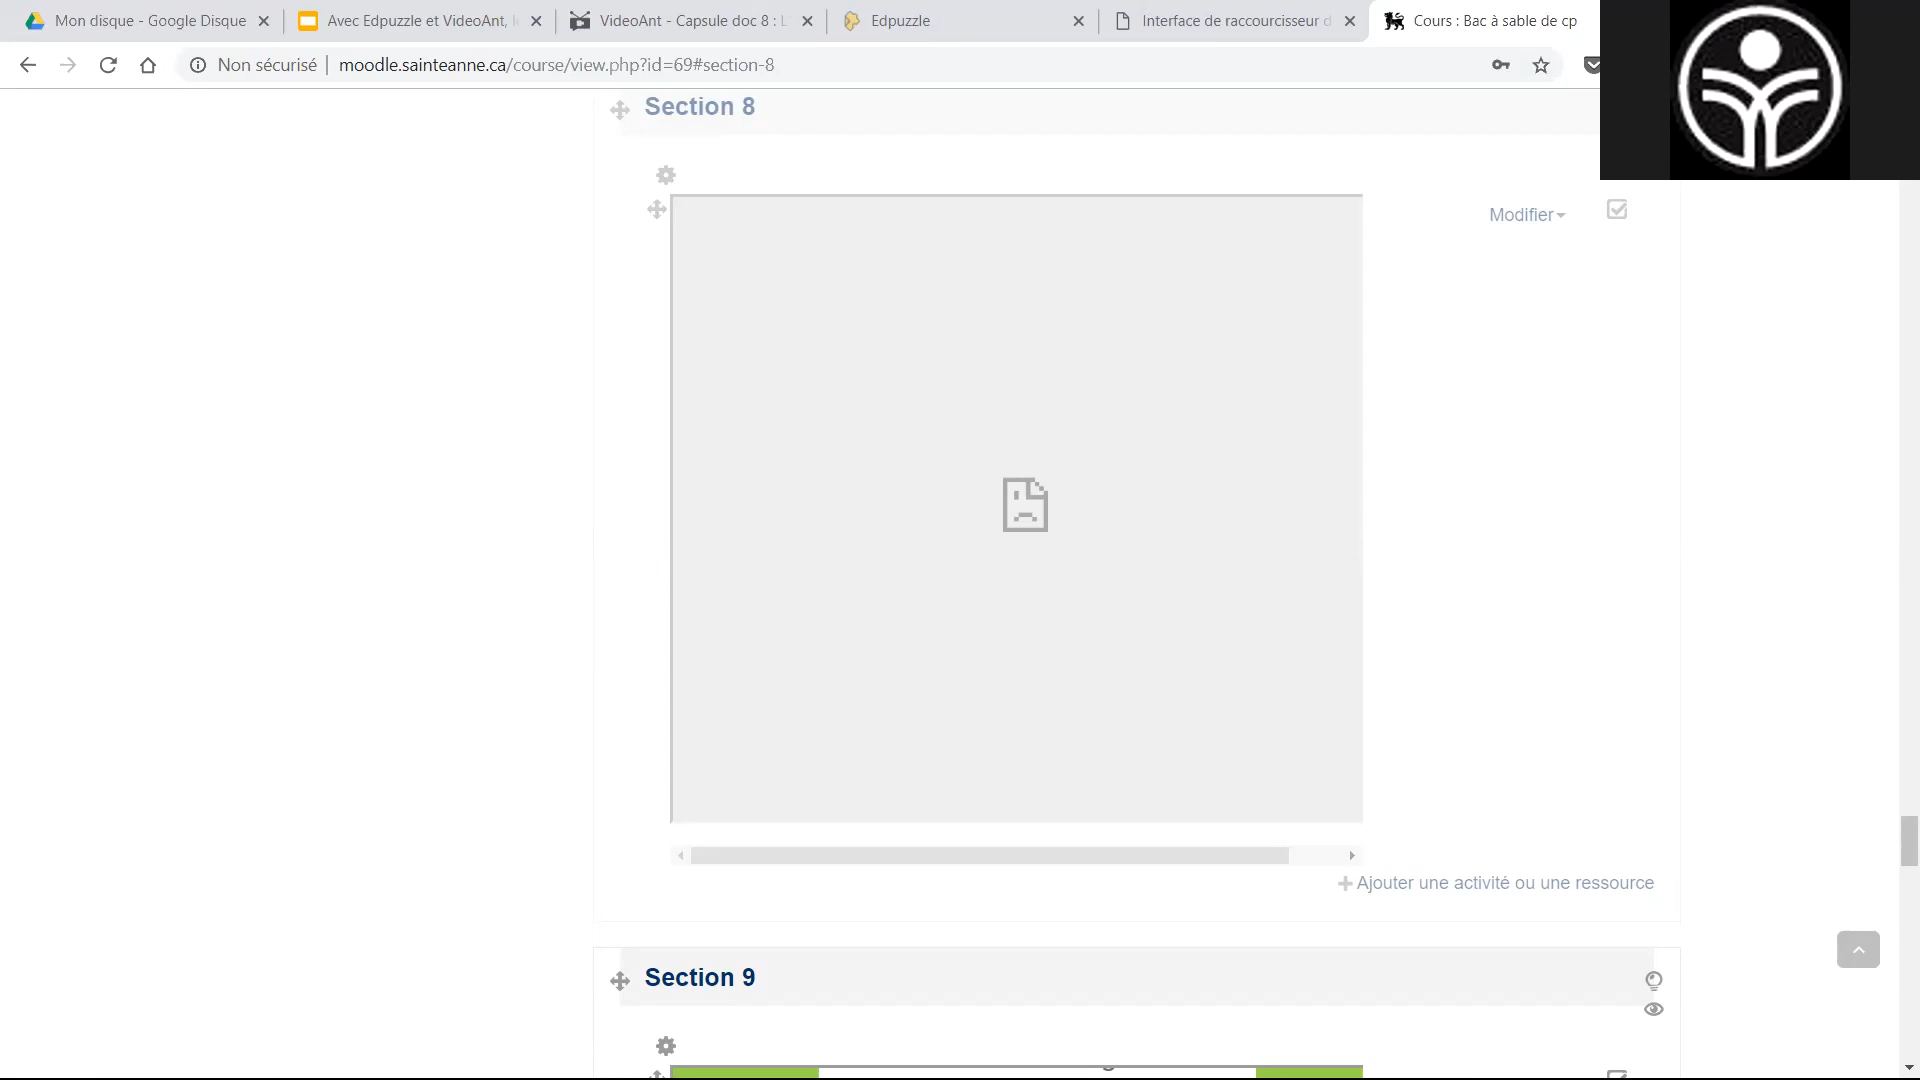 Mon disque - Google Disque
Avec Edpuzzle et VideoAnt,
VideoAnt - Capsule doc 8 :
Edpuzzle
Interface de raccourcisseur
Cours : Bac à sable de cp
Non sécurisé | moodle.sainteanne.ca/course/view.php?id=69#section-8
Section 8
Modifier
Ajouter une activité ou une ressource
Section 9